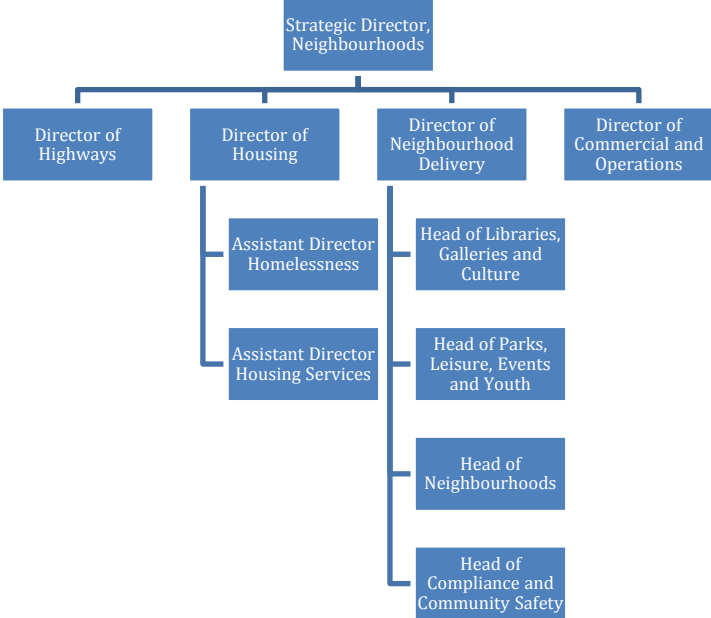 Strategic Director,
Neighbourhoods
Director of
Highways
Director of
Housing
Director of
Neighbourhood
Delivery
Director of
Commercial and
Operations
Assistant Director
Homelessness
Assistant Director
Housing Services
Head of Libraries,
Galleries and
Culture
Head of Parks,
Leisure, Events
and Youth
Head of
Neighbourhoods
Head of
Compliance and
Community Safety